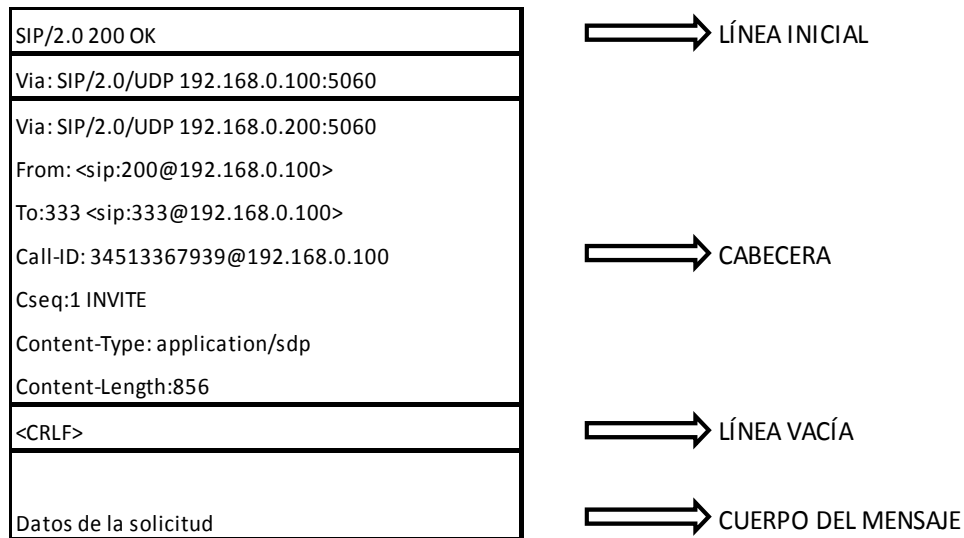 SIP/2.0 200 OK
LÍNEA INICIAL
Via: SIP/2.0/UDP 192.168.0.100:5060
Via: SIP/2.0/UDP 192.168.0.200:5060
From: <sip:200@192.168.0.100>
To:333 <sip:333@192.168.0.100>
Call-ID: 34513367939@192.168.0.100
CABECERA
Cseq:1 INVITE
Content-Type: application/sdp
Content-Length:856
<CRLF>
LÍNEA VACÍA
Datos de la solicitud
CUERPO DEL MENSAJE